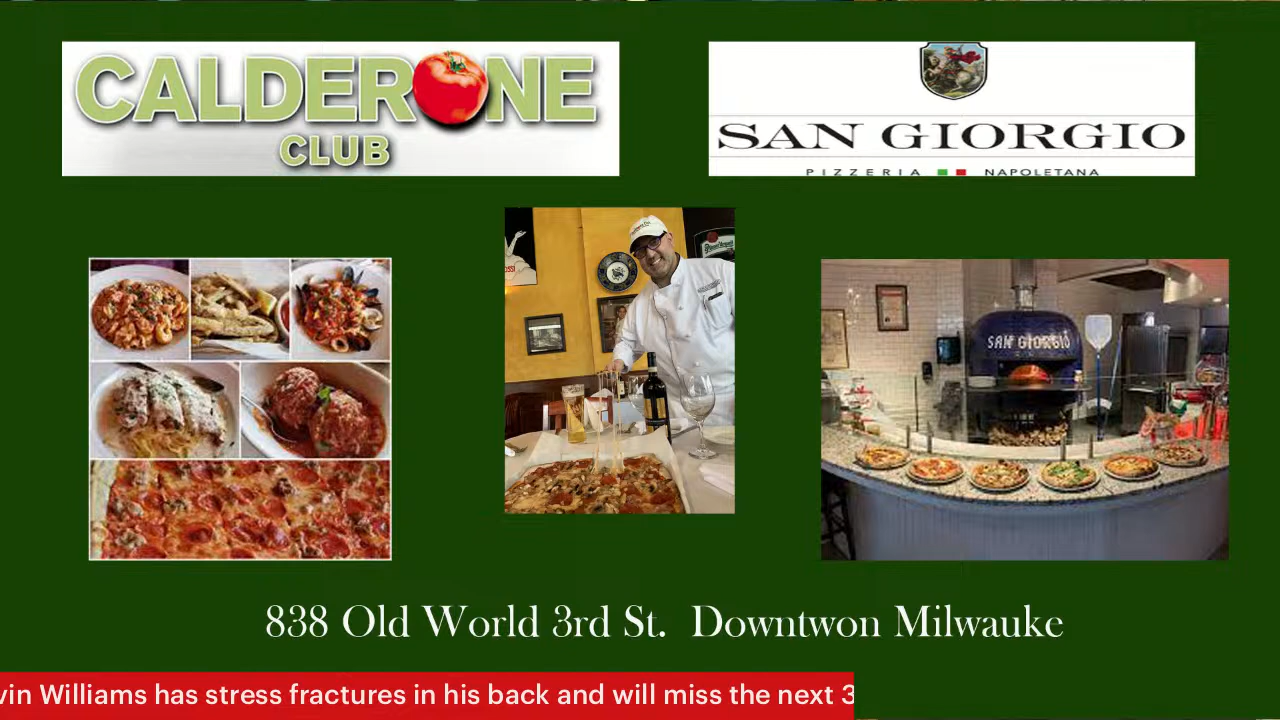 CALDERONE
CLUB
SAN GIORGIO
PIZZERIA NAPOLETANA
SAN GIORGIO
838 Old World 3rd St. Downtwon Milwauke
vin Williams has stress fractures in his back and will miss the next 3